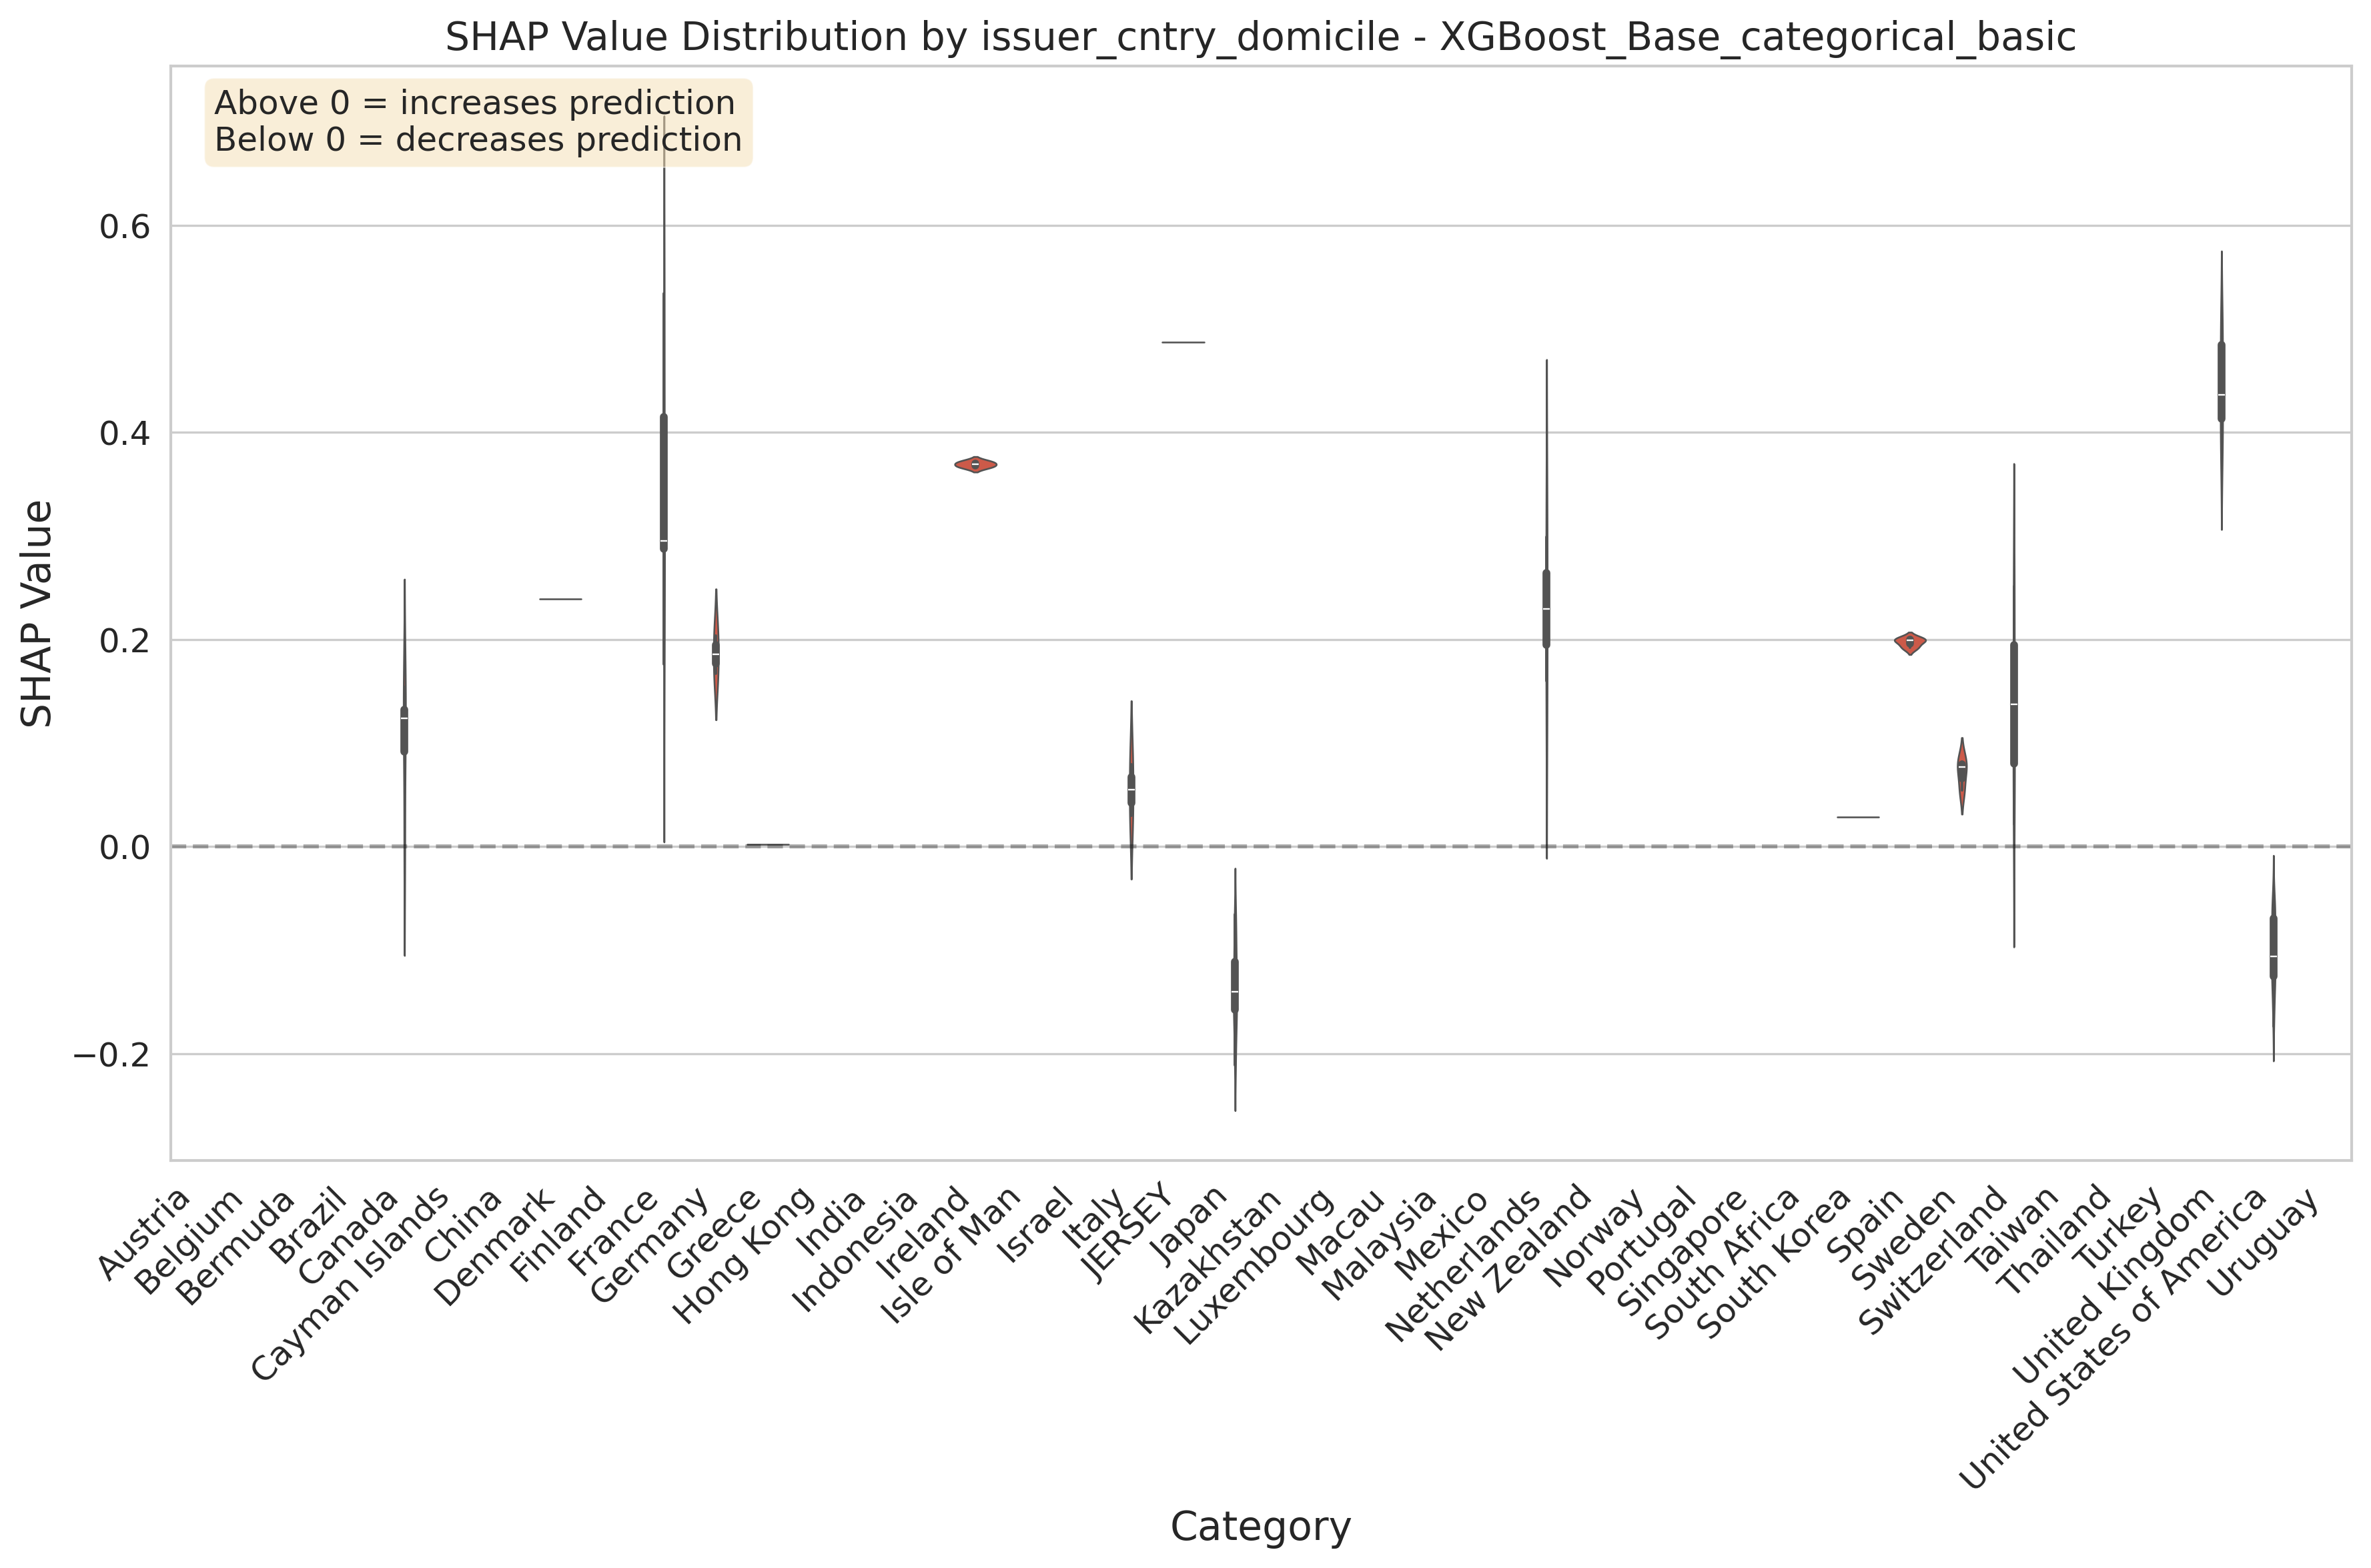 SHAP Value Distribution by issuer_cntry_domicile - XGBoost_Base_categorical_basic
Above 0 = increases prediction
Below 0 = decreases prediction
SHAP Value
0.6
0.4
0.2
0.0
−0.2
Austria
Belgium
Bermuda
Brazil
Canada
Cayman Islands
China
Denmark
Finland
France
Germany
Greece
Hong Kong
India
Indonesia
Ireland
Isle of Man
Israel
Italy
JERSEY
Japan
Kazakhstan
Luxembourg
Macau
Malaysia
Mexico
Netherlands
New Zealand
Norway
Portugal
Singapore
South Africa
South Korea
Spain
Sweden
Switzerland
Taiwan
Thailand
Turkey
United Kingdom
United States of America
Uruguay
Category